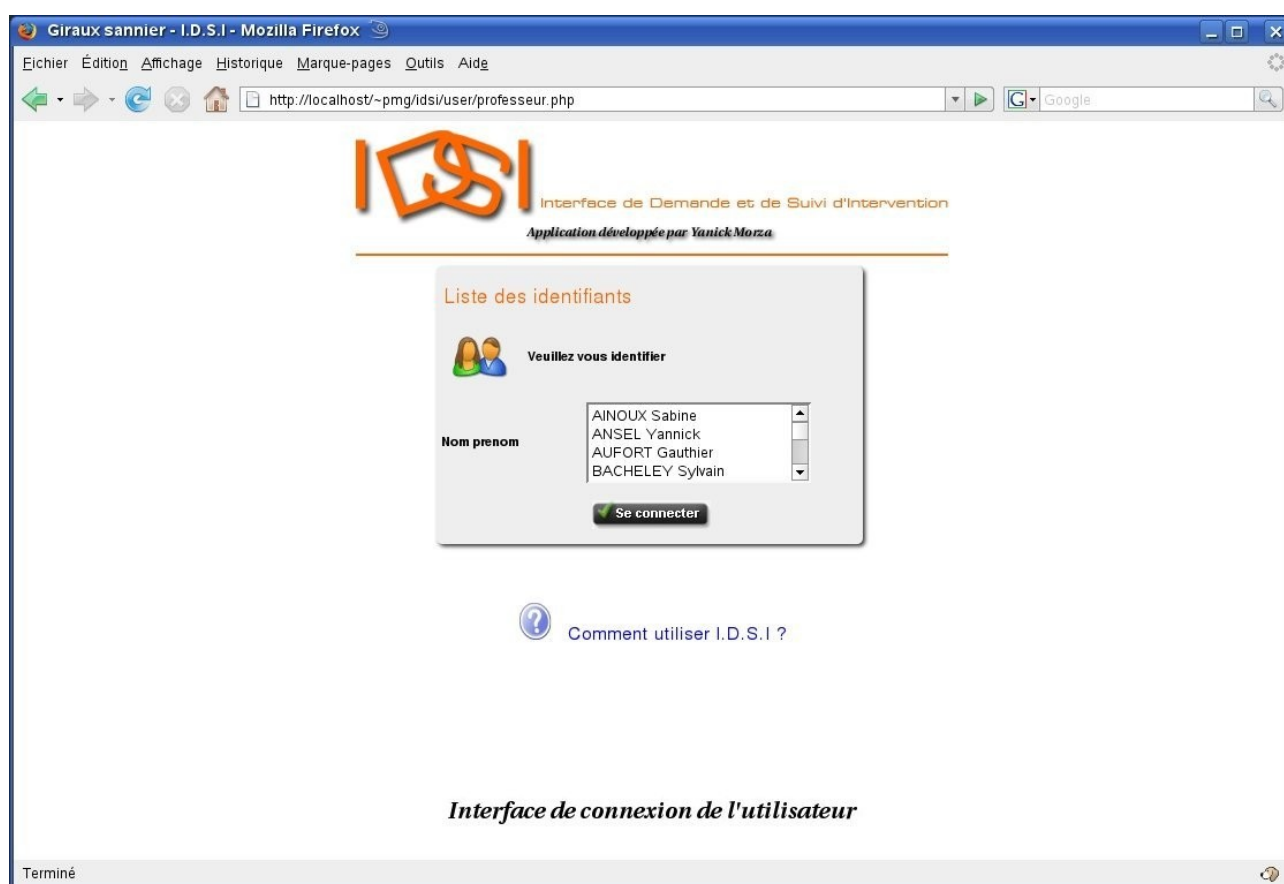 Giraux sannier - I.D.S.I - Mozilla Firefox
Fichier Édition Affichage Historique Marque-pages Outils Aide
http://localhost/~pmg/idsi/user/professeur.php G Google
IDSI
Interface de Demande et de Suivi d'Intervention
Application développée par Yanick Morza
Liste des identifiants
Veuillez vous identifier
AINOUX Sabine
ANSEL Yannick
Nom prenom
AUFORT Gauthier
BACHELEY Sylvain
Se connecter
? Comment utiliser I.D.S.I ?
Interface de connexion de l'utilisateur
Terminé